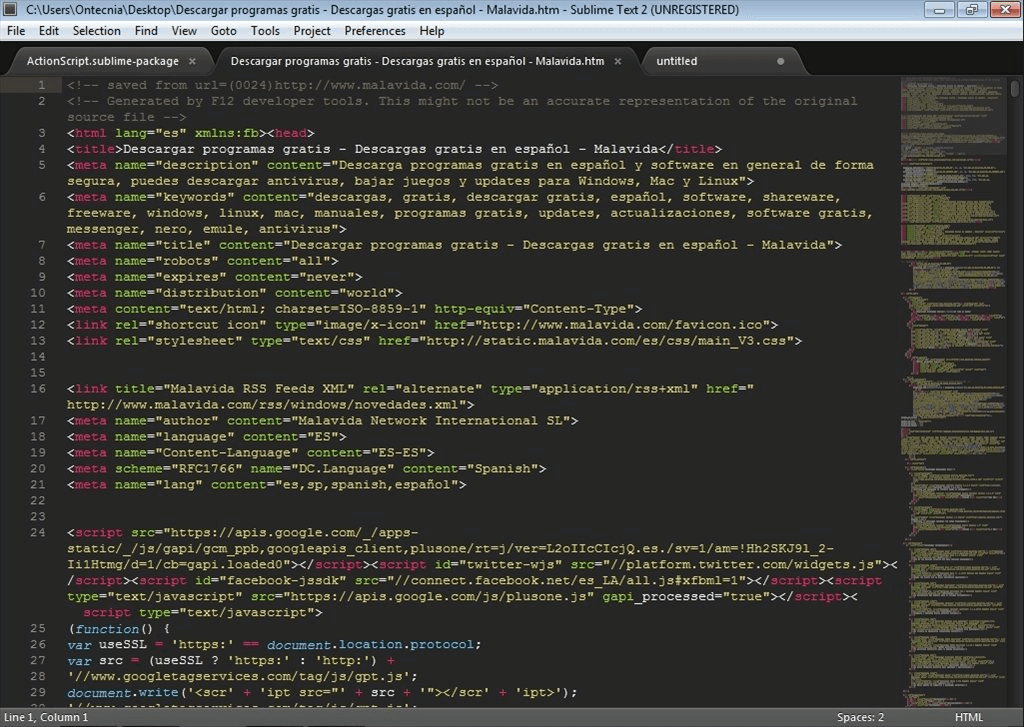 C:\Users\Ontecnia\Desktop\Descargar programas gratis - Descargas gratis en español - Malavida.htm - Sublime Text 2 (UNREGISTERED)
File Edit Selection Find View Goto Tools Project Preferences Help
ActionScript.sublime-package × Descargar programas gratis - Descargas gratis en español - Malavida.htm × untitled
1 <!-- saved from url=(0024)http://www.malavida.com/ -->
2 <!-- Generated by F12 developer tools. This might not be an accurate representation of the original
source file -->
3 <html lang="es" xmlns:fb><head>
4 <title>Descargar programas gratis - Descargas gratis en español - Malavida</title>
5 <meta name="description" content="Descarga programas gratis en español y software en general de forma
segura, puedes descargar antivirus, bajar juegos y updates para Windows, Mac y Linux">
6 <meta name="keywords" content="descargas, gratis, descargar gratis, español, software, shareware,
freeware, windows, linux, mac, manuales, programas gratis, updates, actualizaciones, software gratis,
messenger, nero, emule, antivirus">
7 <meta name="title" content="Descargar programas gratis - Descargas gratis en español - Malavida">
8 <meta name="robots" content="all">
9 <meta name="expires" content="never">
10 <meta name="distribution" content="world">
11 <meta content="text/html; charset=ISO-8859-1" http-equiv="Content-Type">
12 <link rel="shortcut icon" type="image/x-icon" href="http://www.malavida.com/favicon.ico">
13 <link rel="stylesheet" type="text/css" href="http://static.malavida.com/es/css/main_V3.css">
14
15
16 <link title="Malavida RSS Feeds XML" rel="alternate" type="application/rss+xml" href="
http://www.malavida.com/rss/windows/novedades.xml">
17 <meta name="author" content="Malavida Network International SL">
18 <meta name="language" content="ES">
19 <meta name="Content-Language" content="ES-ES">
20 <meta scheme="RFC1766" name="DC.Language" content="Spanish">
21 <meta name="lang" content="es,sp,spanish,español">
22
23
24 <script src="https://apis.google.com/_/apps-
static/_/js/gapi/gcm_ppb,googleapis_client,plusone/rt=j/ver=L2oIIcCIcjQ.es./sv=1/am=!Hh2SKJ9l_2-
Ii1Htmg/d=1/cb=gapi.loaded0"></script><script id="twitter-wjs" src="//platform.twitter.com/widgets.js"><
/script><script id="facebook-jssdk" src="//connect.facebook.net/es_LA/all.js#xfbml=1"></script><script
type="text/javascript" src="https://apis.google.com/js/plusone.js" gapi_processed="true"></script><
script type="text/javascript">
25 (function() {
26 var useSSL = 'https:' == document.location.protocol;
27 var src = (useSSL ? 'https:' : 'http:') +
28 '//www.googletagservices.com/tag/js/gpt.js';
29 document.write('<scr' + 'ipt src="' + src + '"></scr' + 'ipt>');
Line 1, Column 1 Spaces: 2 HTML